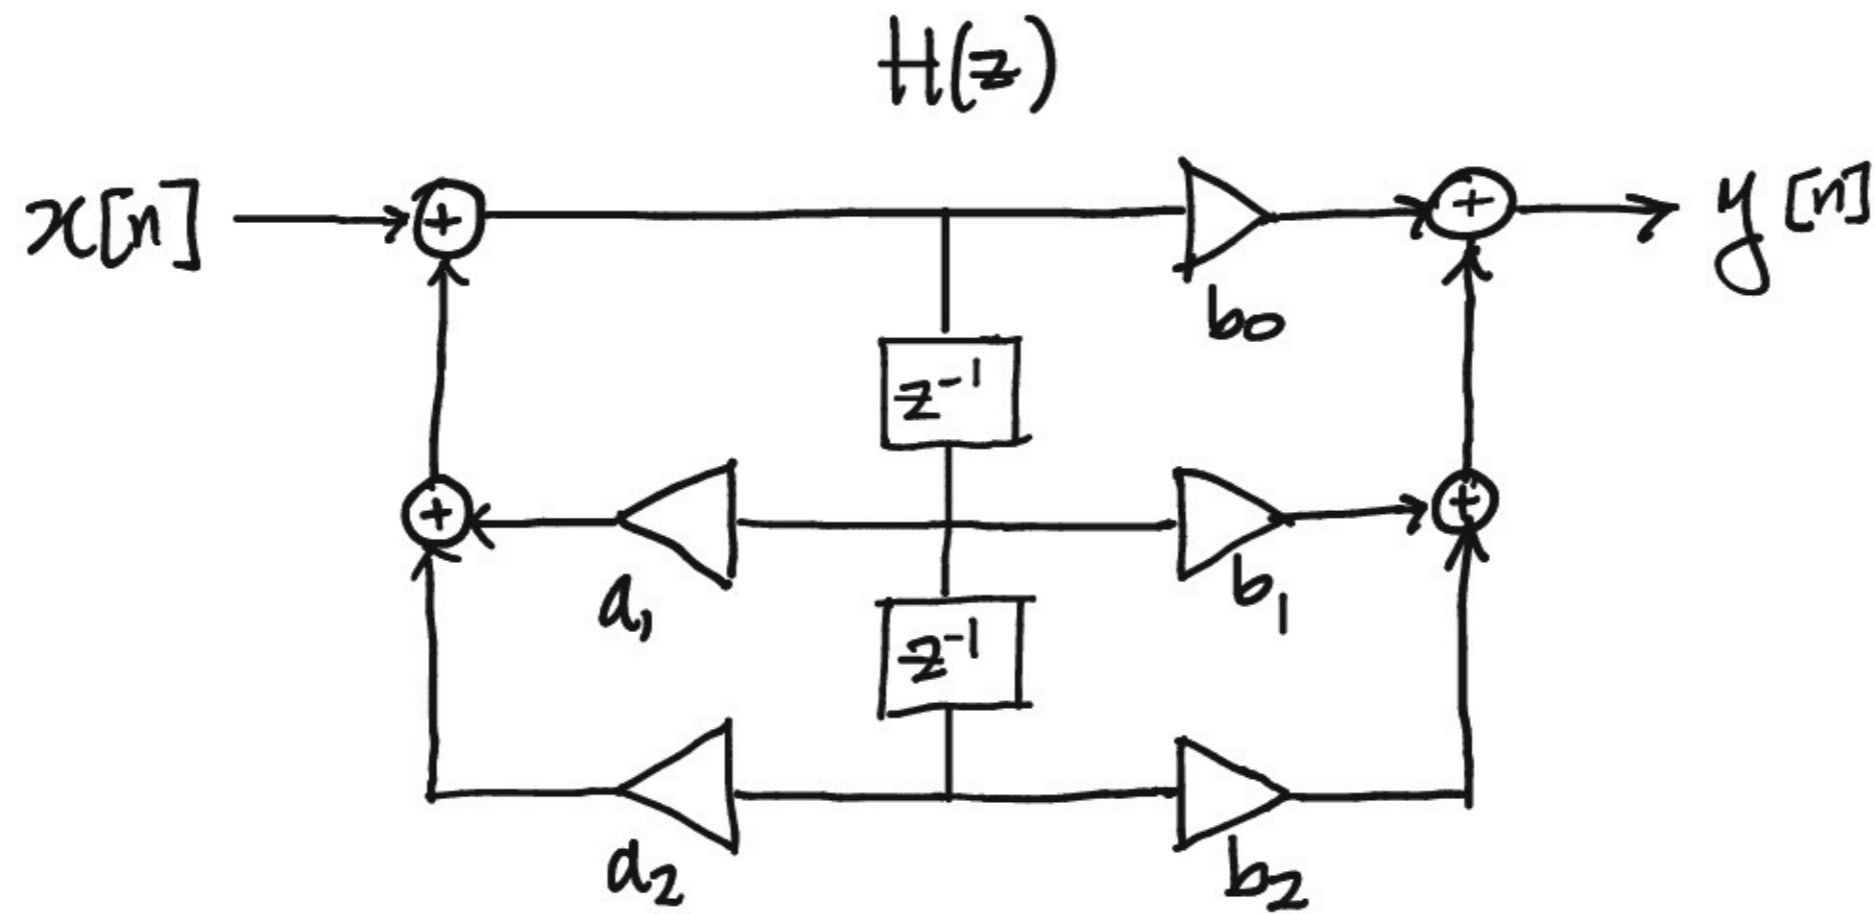 H(z)
x[n] + + y[n]
b₀
z⁻¹
+ +
a₁ b₁
z⁻¹
a₂ b₂